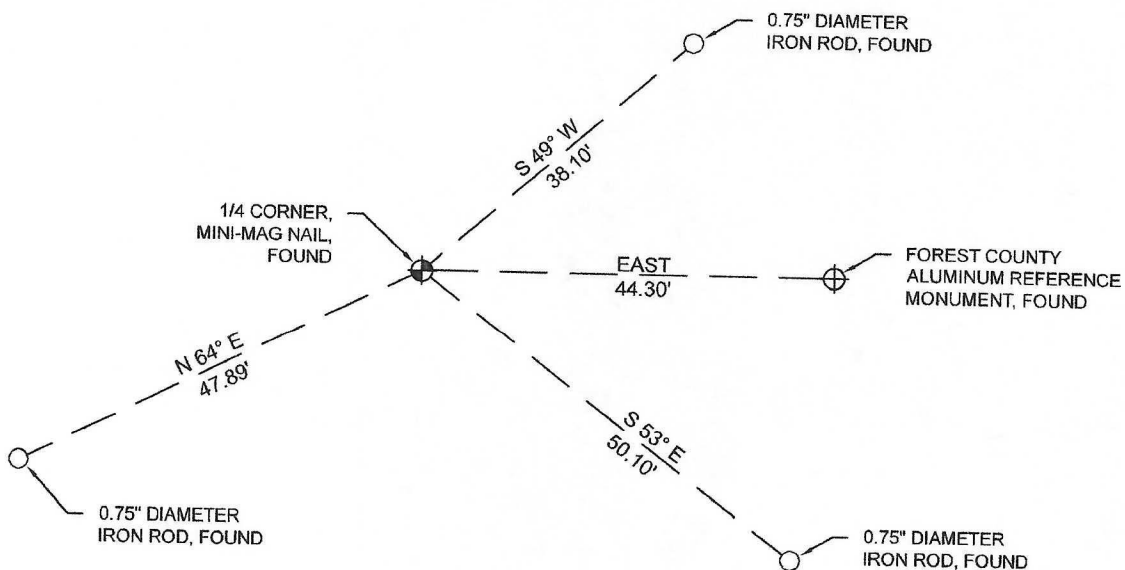 0.75" DIAMETER
IRON ROD, FOUND
S 49° W
38.10'
1/4 CORNER,
MINI-MAG NAIL,
FOUND
EAST
44.30'
FOREST COUNTY
ALUMINUM REFERENCE
MONUMENT, FOUND
N 64° E
47.89'
S 53° E
50.10'
0.75" DIAMETER
IRON ROD, FOUND
0.75" DIAMETER
IRON ROD, FOUND